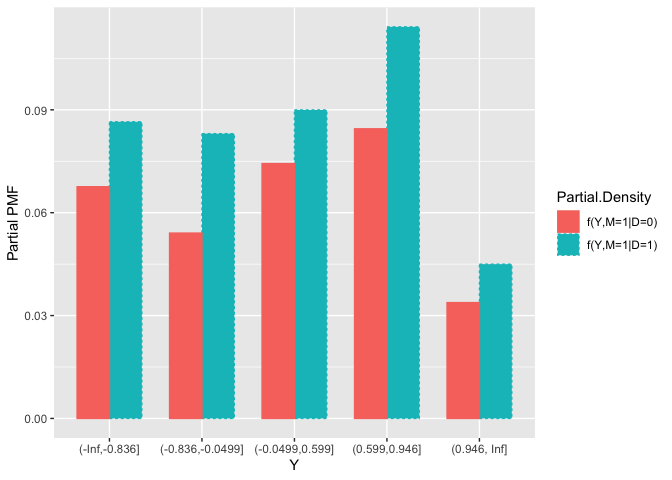 0.09
0.06
0.03
0.00
Partial PMF
(-Inf,-0.836]
(-0.836,-0.0499]
(-0.0499,0.599]
(0.599,0.946]
(0.946, Inf]
Y
Partial.Density
f(Y,M=1|D=0)
f(Y,M=1|D=1)